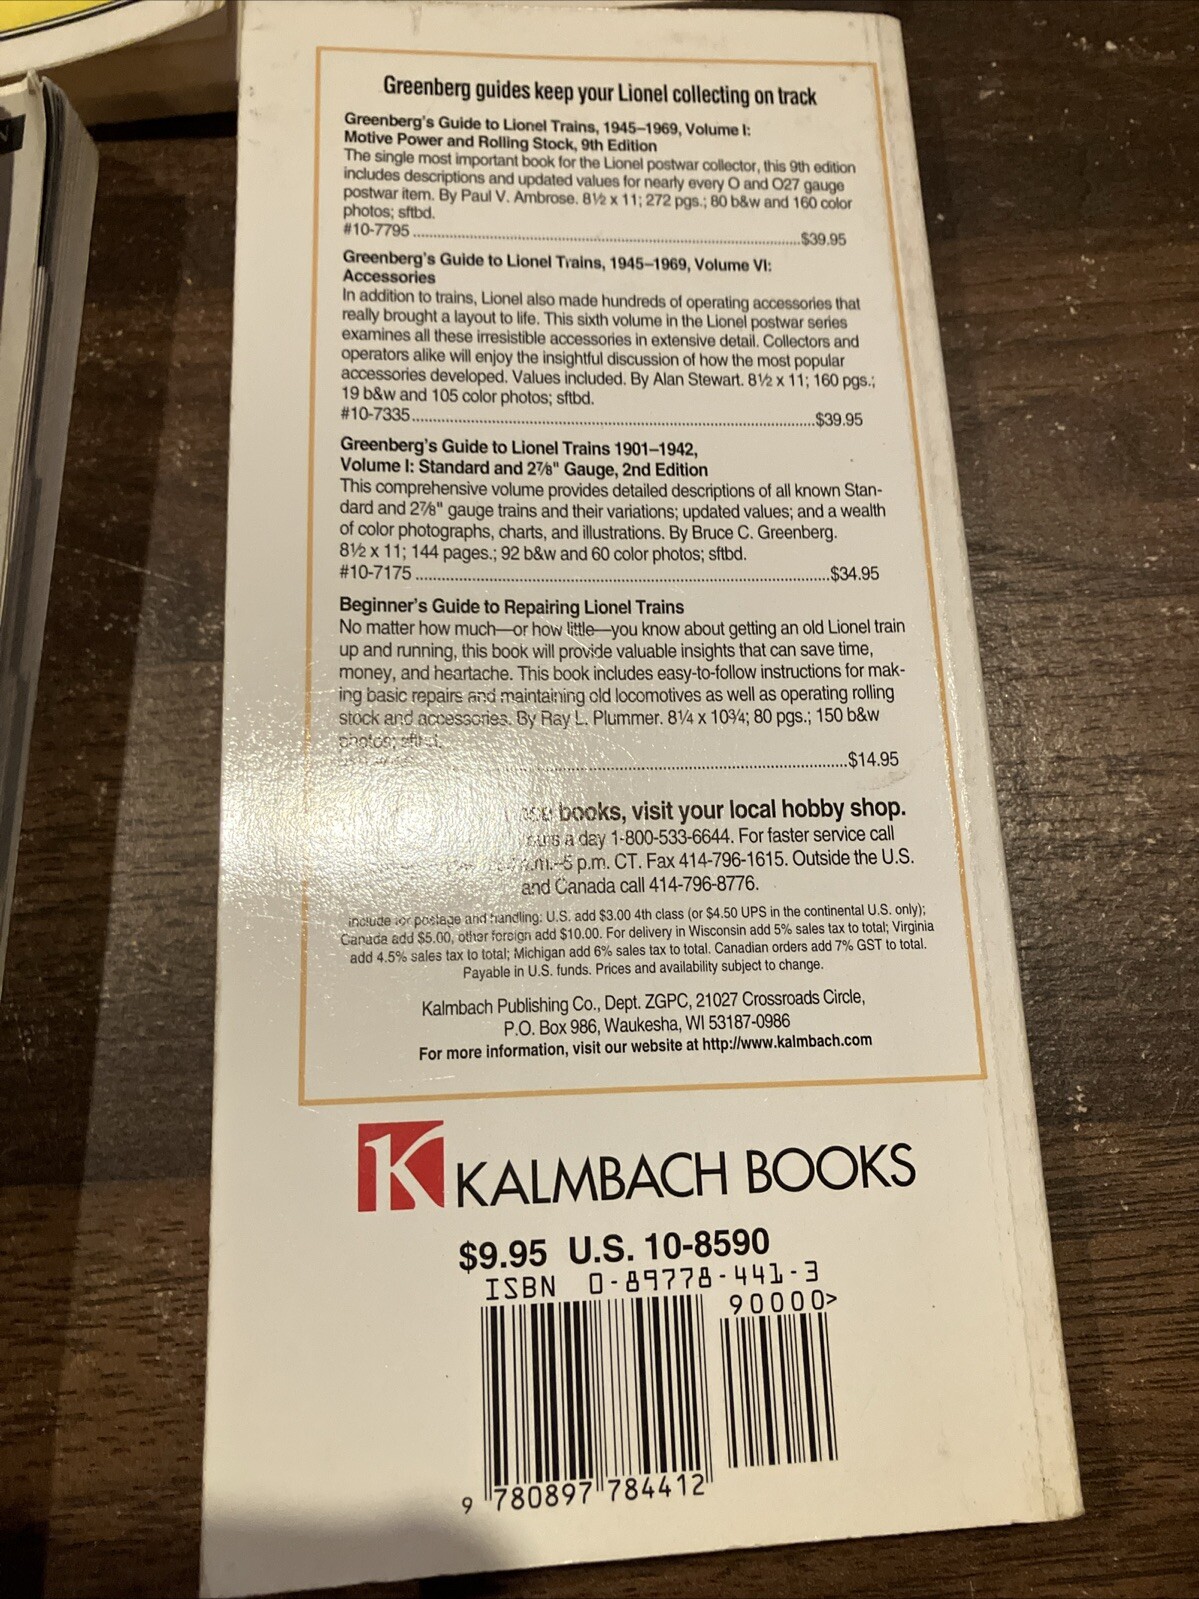 Greenberg guides keep your Lionel collecting on track
Greenberg's Guide to Lionel Trains, 1945–1969, Volume I:
Motive Power and Rolling Stock, 9th Edition
The single most important book for the Lionel postwar collector, this 9th edition
includes descriptions and updated values for nearly every O and O27 gauge
postwar item. By Paul V. Ambrose. 8½ x 11; 272 pgs.; 80 b&w and 160 color
photos; sftbd.
#10-7795 ........................................................................ $39.95
Greenberg's Guide to Lionel Trains, 1945–1969, Volume VI:
Accessories
In addition to trains, Lionel also made hundreds of operating accessories that
really brought a layout to life. This sixth volume in the Lionel postwar series
examines all these irresistible accessories in extensive detail. Collectors and
operators alike will enjoy the insightful discussion of how the most popular
accessories developed. Values included. By Alan Stewart. 8½ x 11; 160 pgs.;
19 b&w and 105 color photos; sftbd.
#10-7335 ........................................................................ $39.95
Greenberg's Guide to Lionel Trains 1901–1942,
Volume I: Standard and 2⅞" Gauge, 2nd Edition
This comprehensive volume provides detailed descriptions of all known Stan-
dard and 2⅞" gauge trains and their variations; updated values; and a wealth
of color photographs, charts, and illustrations. By Bruce C. Greenberg.
8½ x 11; 144 pages.; 92 b&w and 60 color photos; sftbd.
#10-7175 ........................................................................ $34.95
Beginner's Guide to Repairing Lionel Trains
No matter how much—or how little—you know about getting an old Lionel train
up and running, this book will provide valuable insights that can save time,
money, and heartache. This book includes easy-to-follow instructions for mak-
ing basic repairs and maintaining old locomotives as well as operating rolling
stock and accessories. By Ray L. Plummer. 8¼ x 10¾; 80 pgs.; 150 b&w
photos; sftbd.
........................................................................ $14.95
books, visit your local hobby shop.
a day 1-800-533-6644. For faster service call
p.m. CT. Fax 414-796-1615. Outside the U.S.
and Canada call 414-796-8776.
include for postage and handling: U.S. add $3.00 4th class (or $4.50 UPS in the continental U.S. only);
Canada add $5.00, other foreign add $10.00. For delivery in Wisconsin add 5% sales tax to total; Virginia
add 4.5% sales tax to total; Michigan add 6% sales tax to total. Canadian orders add 7% GST to total.
Payable in U.S. funds. Prices and availability subject to change.
Kalmbach Publishing Co., Dept. ZGPC, 21027 Crossroads Circle,
P.O. Box 986, Waukesha, WI 53187-0986
For more information, visit our website at http://www.kalmbach.com
K KALMBACH BOOKS
$9.95 U.S. 10-8590
ISBN 0-89778-441-3
90000>
9 780897 784412